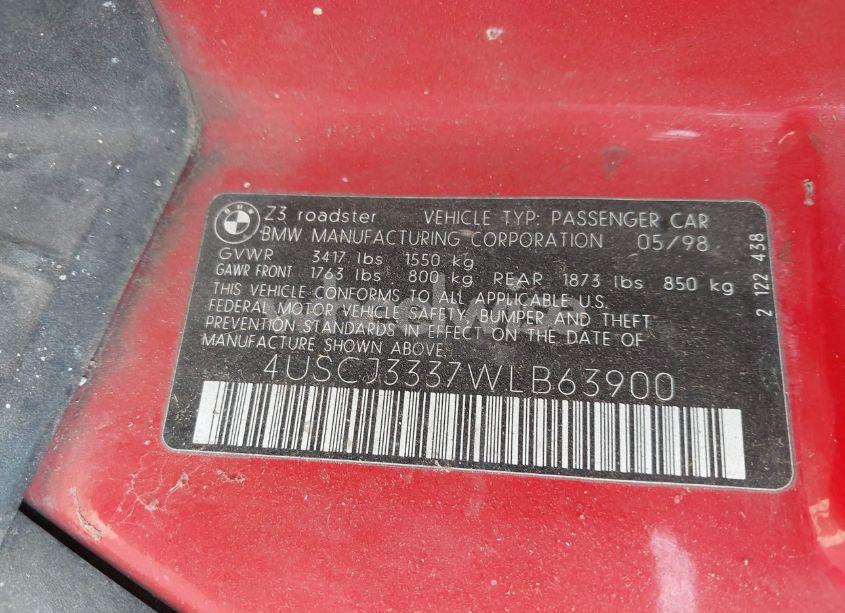 BMW
Z3 roadster VEHICLE TYP: PASSENGER CAR
BMW MANUFACTURING CORPORATION 05/98
GVWR 3417 lbs 1550 kg
GAWR FRONT 1763 lbs 800 kg REAR 1873 lbs 850 kg
THIS VEHICLE CONFORMS TO ALL APPLICABLE U.S.
FEDERAL MOTOR VEHICLE SAFETY, BUMPER AND THEFT
PREVENTION STANDARDS IN EFFECT ON THE DATE OF
MANUFACTURE SHOWN ABOVE.
4USCJ3337WLB63900
2 122 438